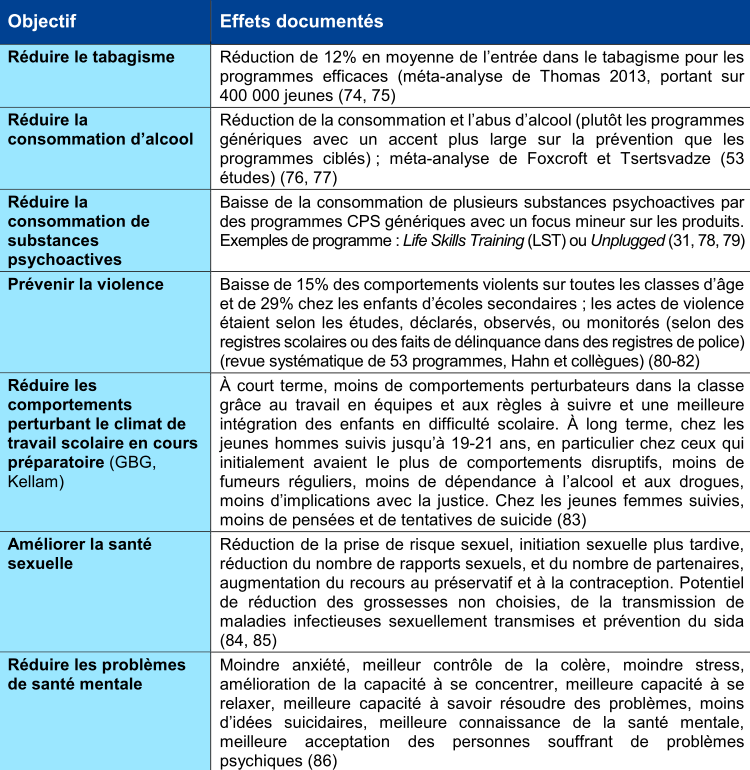 Objectif
Effets documentés
Réduire le tabagisme
Réduction de 12% en moyenne de l'entrée dans le tabagisme pour les
programmes efficaces (méta-analyse de Thomas 2013, portant sur
400 000 jeunes (74, 75)
Réduire la
consommation d'alcool
Réduction de la consommation et l'abus d'alcool (plutôt les programmes
génériques avec un accent plus large sur la prévention que les
programmes ciblés) ; méta-analyse de Foxcroft et Tsertsvadze (53
études) (76, 77)
Réduire la
consommation de
substances
psychoactives
Baisse de la consommation de plusieurs substances psychoactives par
des programmes CPS génériques avec un focus mineur sur les produits.
Exemples de programme : Life Skills Training (LST) ou Unplugged (31, 78, 79)
Prévenir la violence
Baisse de 15% des comportements violents sur toutes les classes d'âge
et de 29% chez les enfants d'écoles secondaires ; les actes de violence
étaient selon les études, déclarés, observés, ou monitorés (selon des
registres scolaires ou des faits de délinquance dans des registres de police)
(revue systématique de 53 programmes, Hahn et collègues) (80-82)
Réduire les
comportements
perturbant le climat de
travail scolaire en cours
préparatoire (GBG,
Kellam)
À court terme, moins de comportements perturbateurs dans la classe
grâce au travail en équipes et aux règles à suivre et une meilleure
intégration des enfants en difficulté scolaire. À long terme, chez les
jeunes hommes suivis jusqu'à 19-21 ans, en particulier chez ceux qui
initialement avaient le plus de comportements disruptifs, moins de
fumeurs réguliers, moins de dépendance à l'alcool et aux drogues,
moins d'implications avec la justice. Chez les jeunes femmes suivies,
moins de pensées et de tentatives de suicide (83)
Améliorer la santé
sexuelle
Réduction de la prise de risque sexuel, initiation sexuelle plus tardive,
réduction du nombre de rapports sexuels, et du nombre de partenaires,
augmentation du recours au préservatif et à la contraception. Potentiel
de réduction des grossesses non choisies, de la transmission de
maladies infectieuses sexuellement transmises et prévention du sida
(84, 85)
Réduire les problèmes
de santé mentale
Moindre anxiété, meilleur contrôle de la colère, moindre stress,
amélioration de la capacité à se concentrer, meilleure capacité à se
relaxer, meilleure capacité à savoir résoudre des problèmes, moins
d'idées suicidaires, meilleure connaissance de la santé mentale,
meilleure acceptation des personnes souffrant de problèmes
psychiques (86)